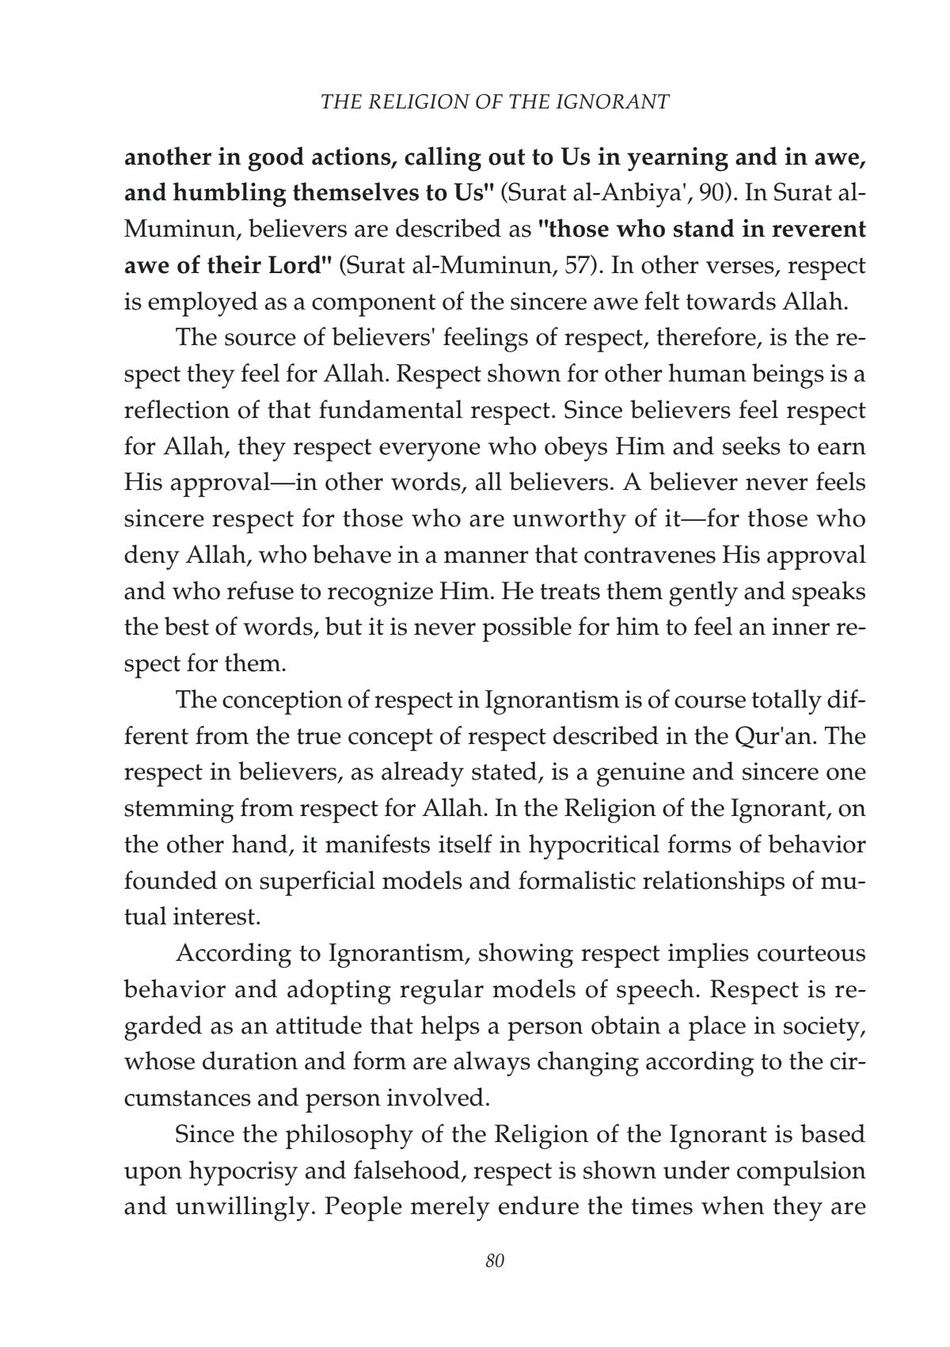 THE RELIGION OF THE IGNORANT
another in good actions, calling out to Us in yearning and in awe,
and humbling themselves to Us" (Surat al-Anbiya', 90). In Surat al-
Muminun, believers are described as "those who stand in reverent
awe of their Lord" (Surat al-Muminun, 57). In other verses, respect
is employed as a component of the sincere awe felt towards Allah.
The source of believers' feelings of respect, therefore, is the re-
spect they feel for Allah. Respect shown for other human beings is a
reflection of that fundamental respect. Since believers feel respect
for Allah, they respect everyone who obeys Him and seeks to earn
His approval—in other words, all believers. A believer never feels
sincere respect for those who are unworthy of it—for those who
deny Allah, who behave in a manner that contravenes His approval
and who refuse to recognize Him. He treats them gently and speaks
the best of words, but it is never possible for him to feel an inner re-
spect for them.
The conception of respect in Ignorantism is of course totally dif-
ferent from the true concept of respect described in the Qur'an. The
respect in believers, as already stated, is a genuine and sincere one
stemming from respect for Allah. In the Religion of the Ignorant, on
the other hand, it manifests itself in hypocritical forms of behavior
founded on superficial models and formalistic relationships of mu-
tual interest.
According to Ignorantism, showing respect implies courteous
behavior and adopting regular models of speech. Respect is re-
garded as an attitude that helps a person obtain a place in society,
whose duration and form are always changing according to the cir-
cumstances and person involved.
Since the philosophy of the Religion of the Ignorant is based
upon hypocrisy and falsehood, respect is shown under compulsion
and unwillingly. People merely endure the times when they are
80